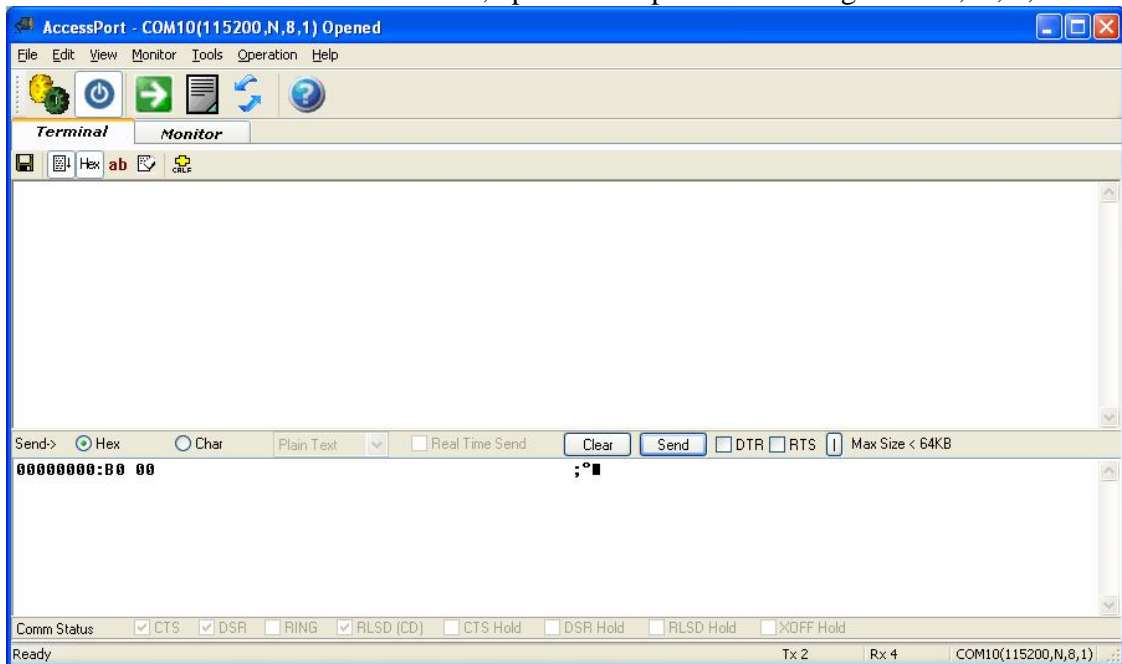 AccessPort - COM10(115200,N,8,1) Opened
File Edit View Monitor Tools Operation Help
Terminal Monitor
Hex ab CRLF
Send-> Hex Char Plain Text Real Time Send Clear Send DTR RTS Max Size < 64KB
00000000:B0 00 ;°∎
Comm Status CTS DSR RING RLSD (CD) CTS Hold DSR Hold RLSD Hold XOFF Hold
Ready Tx 2 Rx 4 COM10(115200,N,8,1)